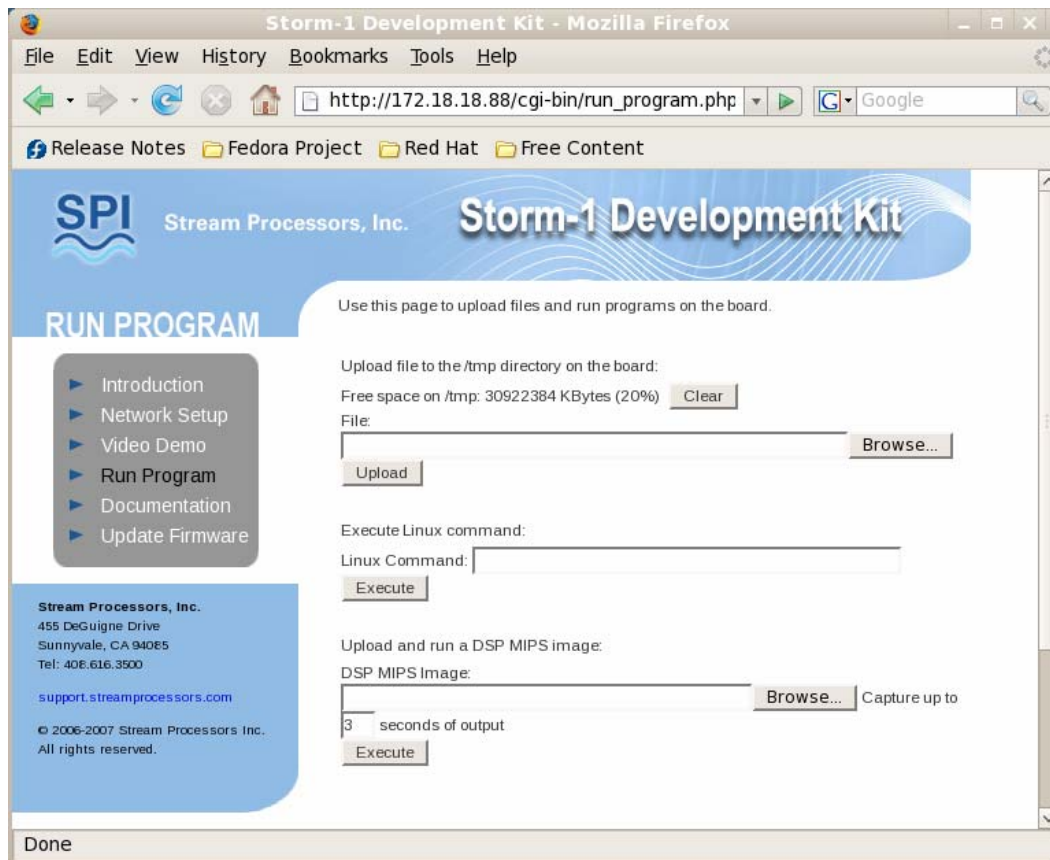 Storm-1 Development Kit - Mozilla Firefox
File Edit View History Bookmarks Tools Help
http://172.18.18.88/cgi-bin/run_program.php
G Google
Release Notes Fedora Project Red Hat Free Content
SPI Stream Processors, Inc. Storm-1 Development Kit
RUN PROGRAM
Introduction
Network Setup
Video Demo
Run Program
Documentation
Update Firmware
Stream Processors, Inc.
455 DeGuigne Drive
Sunnyvale, CA 94085
Tel: 408.616.3500
support.streamprocessors.com
© 2006-2007 Stream Processors Inc.
All rights reserved.
Use this page to upload files and run programs on the board.
Upload file to the /tmp directory on the board:
Free space on /tmp: 30922384 KBytes (20%) Clear
File:
Browse...
Upload
Execute Linux command:
Linux Command:
Execute
Upload and run a DSP MIPS image:
DSP MIPS Image:
Browse... Capture up to
3 seconds of output
Execute
Done